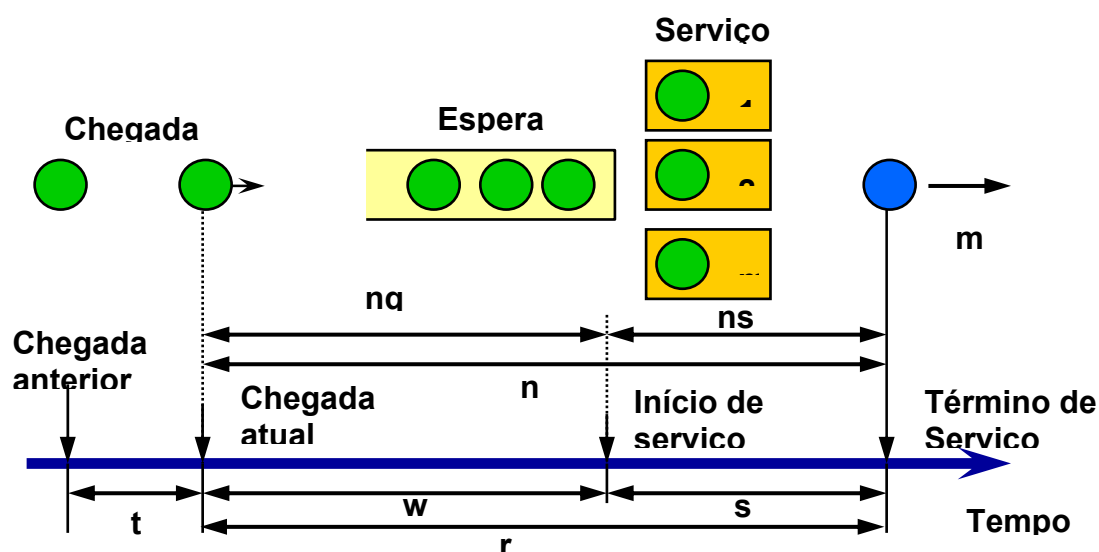 Serviço
Chegada
Espera
m
nq
ns
n
Chegada
anterior
Chegada
atual
Início de
serviço
Término de
Serviço
t
w
s
r
Tempo